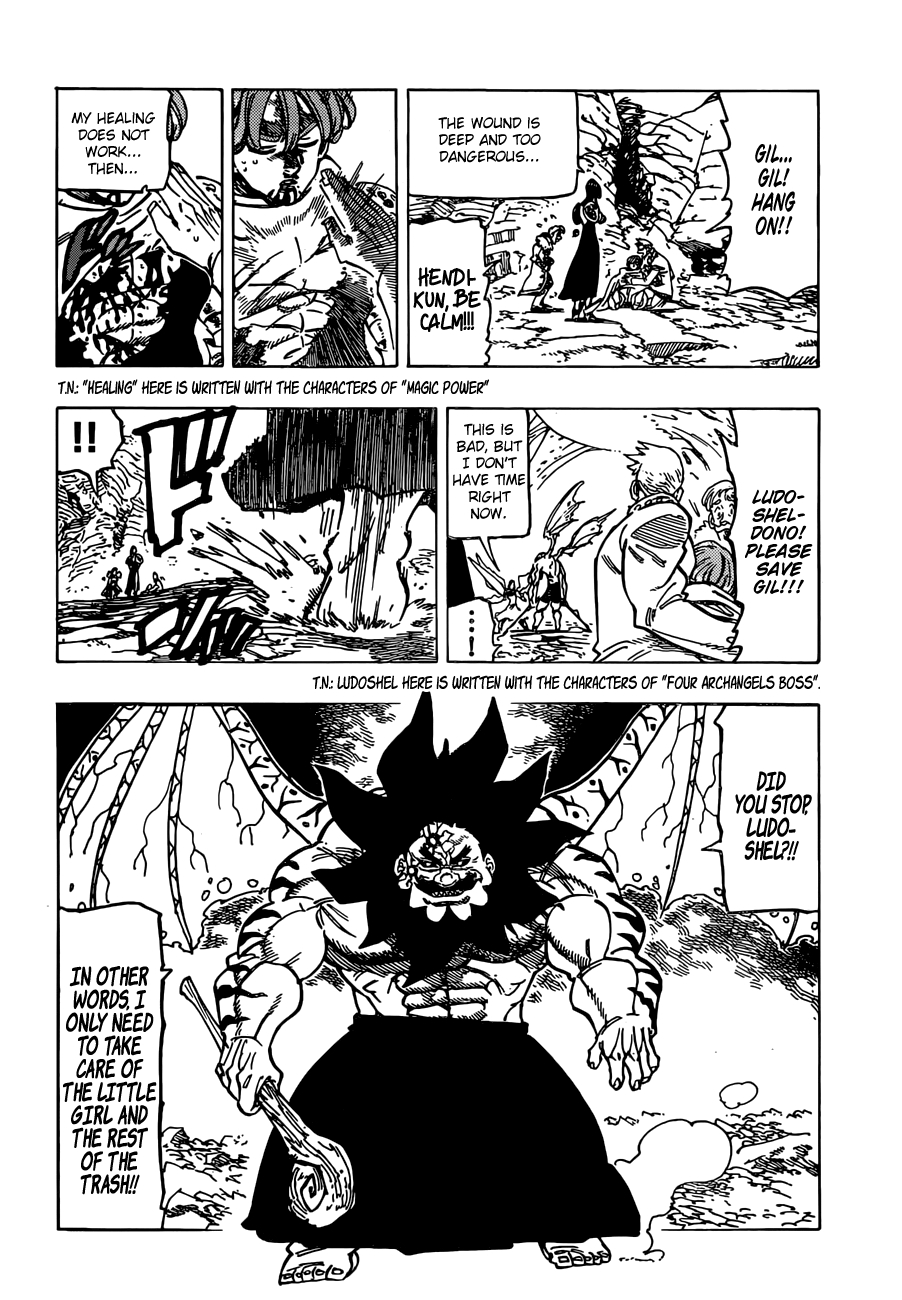 GIL...
GIL!
HANG
ON!!
THE WOUND IS
DEEP AND TOO
DANGEROUS...
HENDI-
KUN, BE
CALM!!!
MY HEALING
DOES NOT
WORK...
THEN...
T.N.: "HEALING" HERE IS WRITTEN WITH THE CHARACTERS OF "MAGIC POWER"
LUDO-
SHEL-
DONO!
PLEASE
SAVE
GIL!!!
THIS IS
BAD, BUT
I DON'T
HAVE TIME
RIGHT
NOW.
...!
!!
T.N.: LUDOSHEL HERE IS WRITTEN WITH THE CHARACTERS OF "FOUR ARCHANGELS BOSS".
DID
YOU STOP,
LUDO-
SHEL?!!
IN OTHER
WORDS, I
ONLY NEED
TO TAKE
CARE OF
THE LITTLE
GIRL AND
THE REST
OF THE
TRASH!!